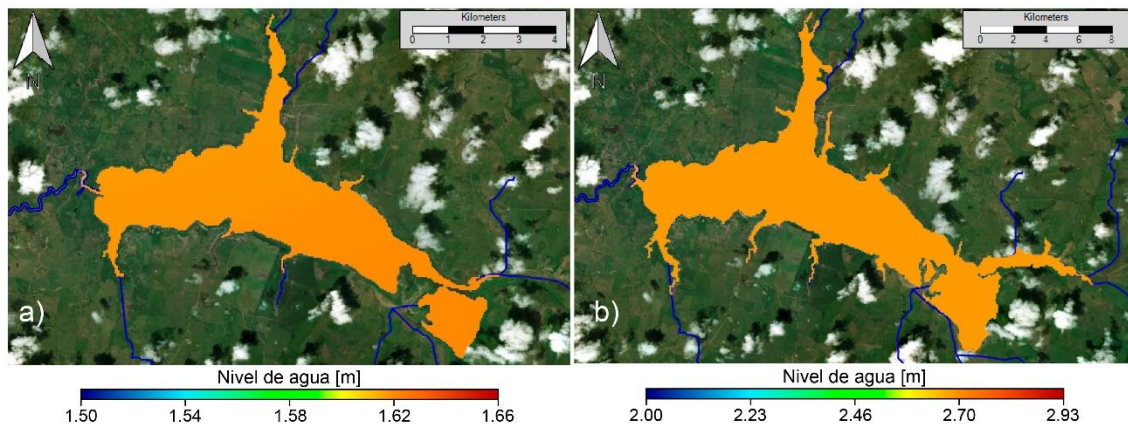 Kilometers
0 1 2 3 4
N
a)
Nivel de agua [m]
1.50 1.54 1.58 1.62 1.66
Kilometers
0 2 4 6 8
N
b)
Nivel de agua [m]
2.00 2.23 2.46 2.70 2.93